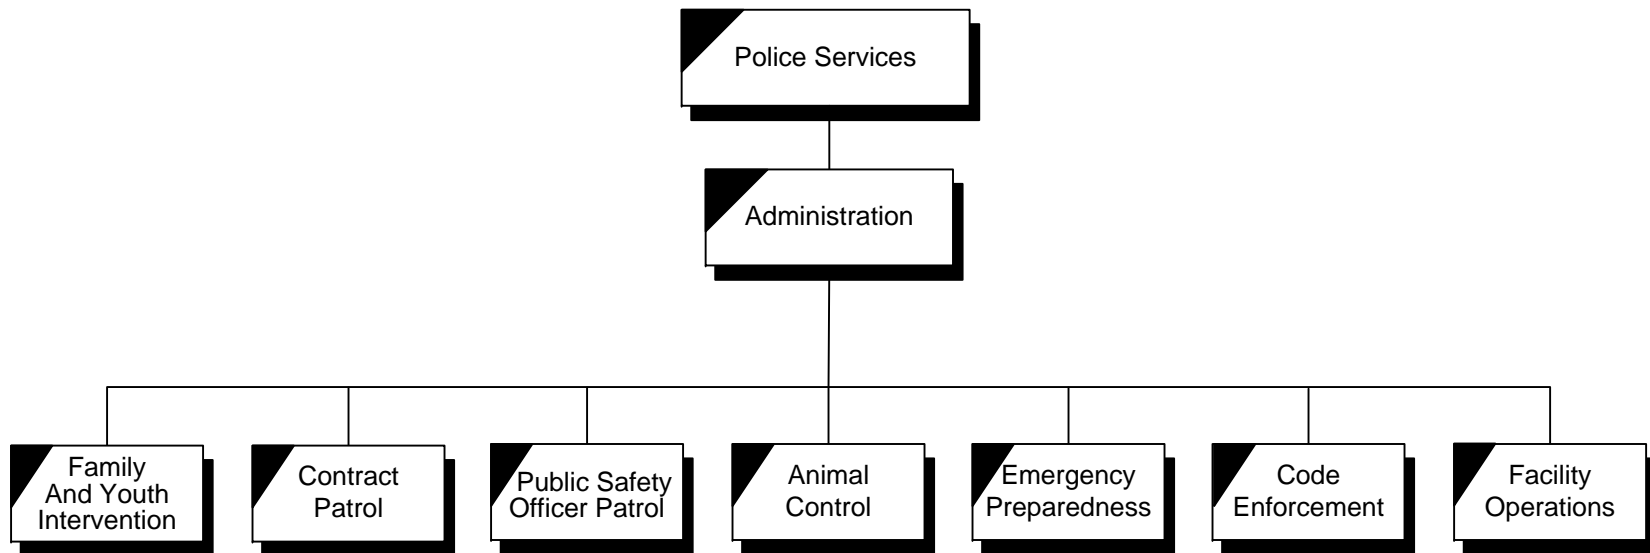 Police Services
Administration
Family
And Youth
Intervention
Contract
Patrol
Public Safety
Officer Patrol
Animal
Control
Emergency
Preparedness
Code
Enforcement
Facility
Operations